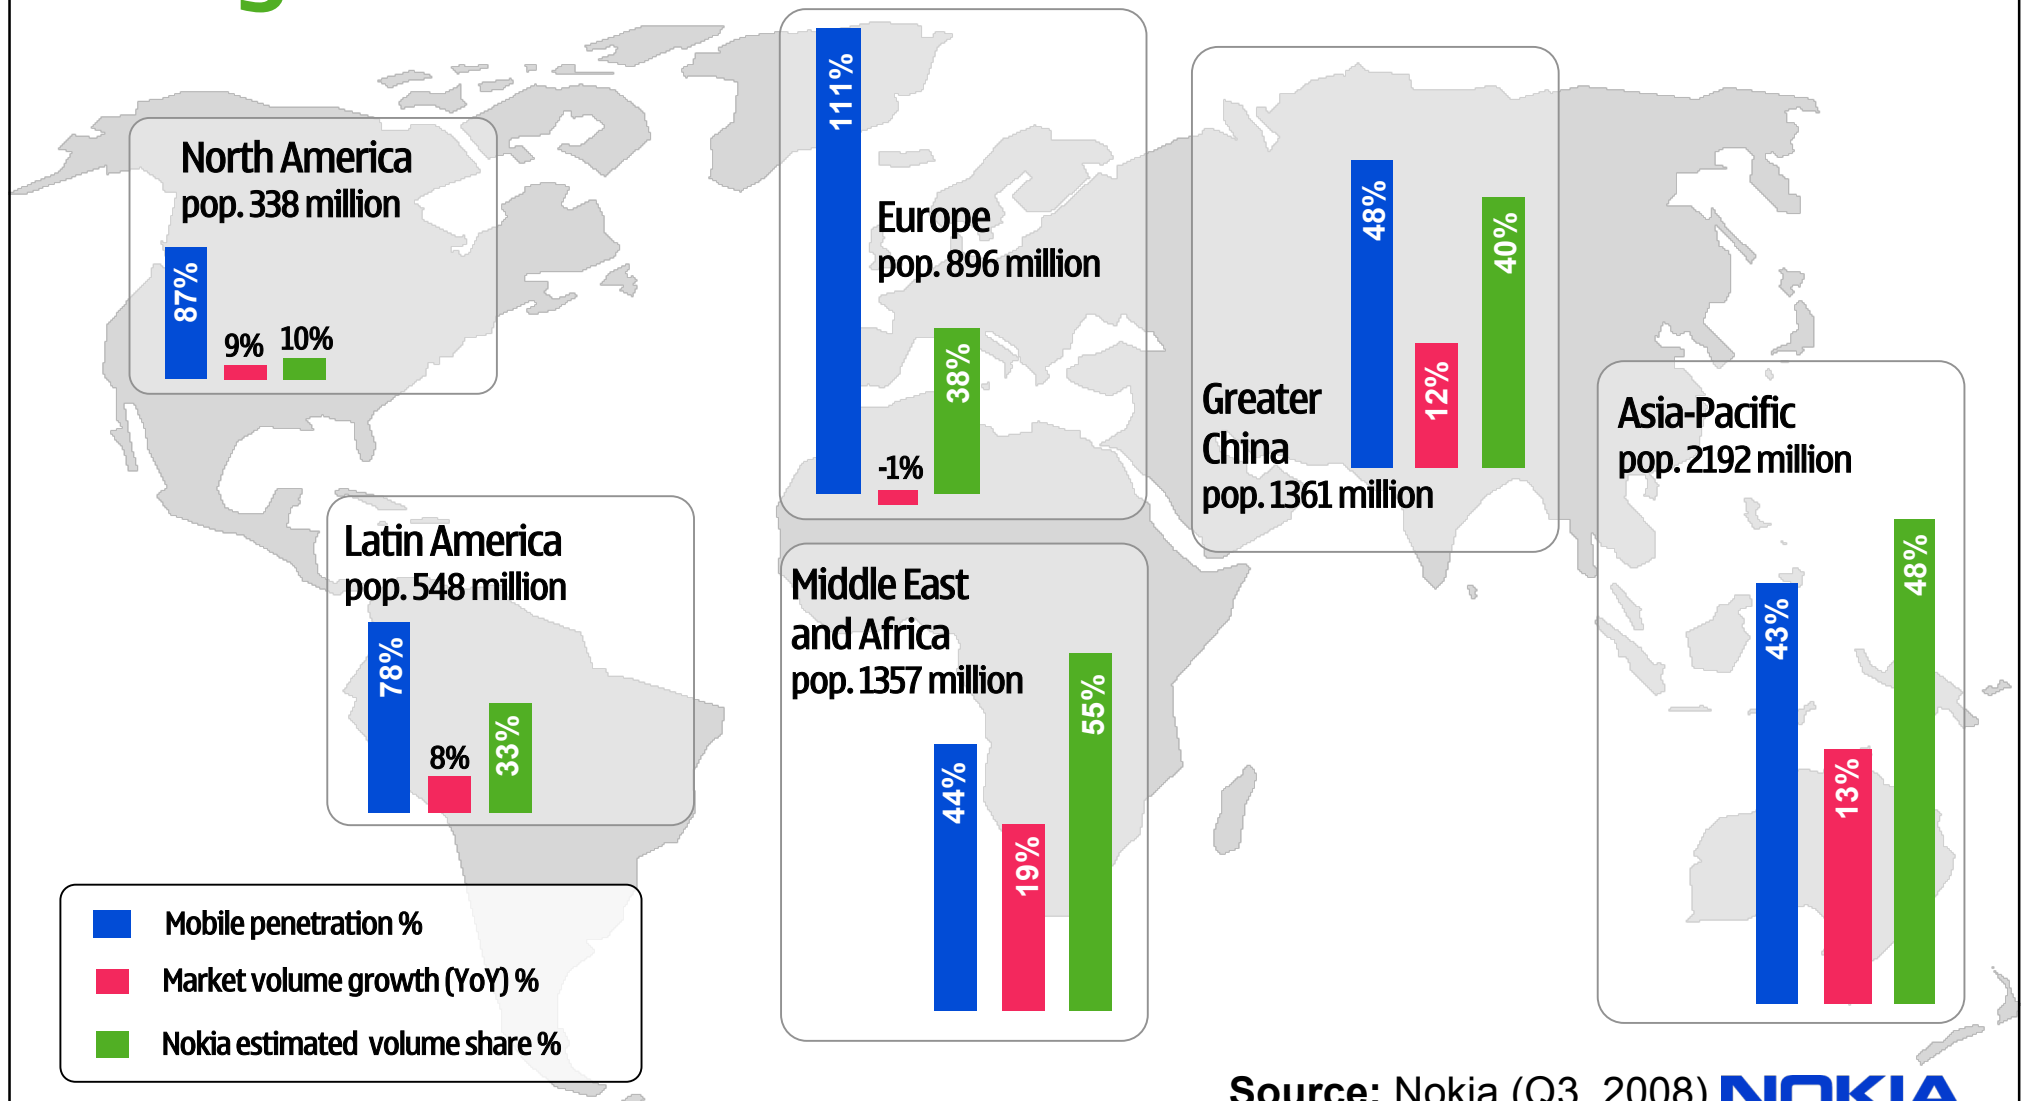 North America
pop. 338 million
87%
9%
10%
111%
Europe
pop. 896 million
-1%
38%
48%
12%
40%
Greater
China
pop. 1361 million
Asia-Pacific
pop. 2192 million
43%
13%
48%
Latin America
pop. 548 million
78%
8%
33%
Middle East
and Africa
pop. 1357 million
44%
19%
55%
Mobile penetration %
Market volume growth (YoY) %
Nokia estimated volume share %
Source: Nokia (Q3, 2008)
NOKIA